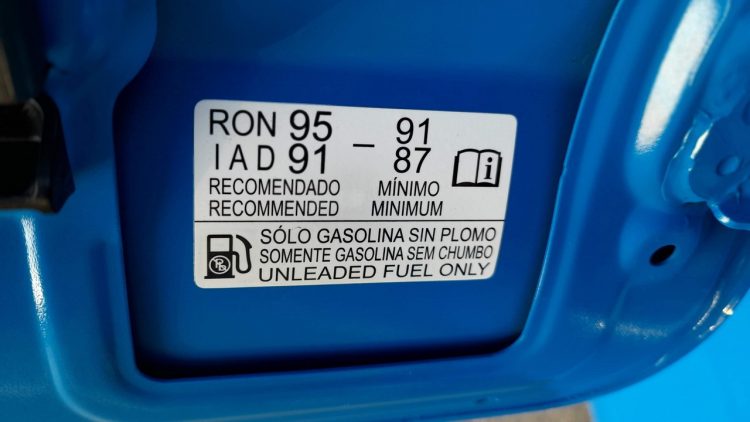 RON 95 – 91
IAD 91 87
RECOMENDADO MÍNIMO
RECOMMENDED MINIMUM
SÓLO GASOLINA SIN PLOMO
SOMENTE GASOLINA SEM CHUMBO
UNLEADED FUEL ONLY